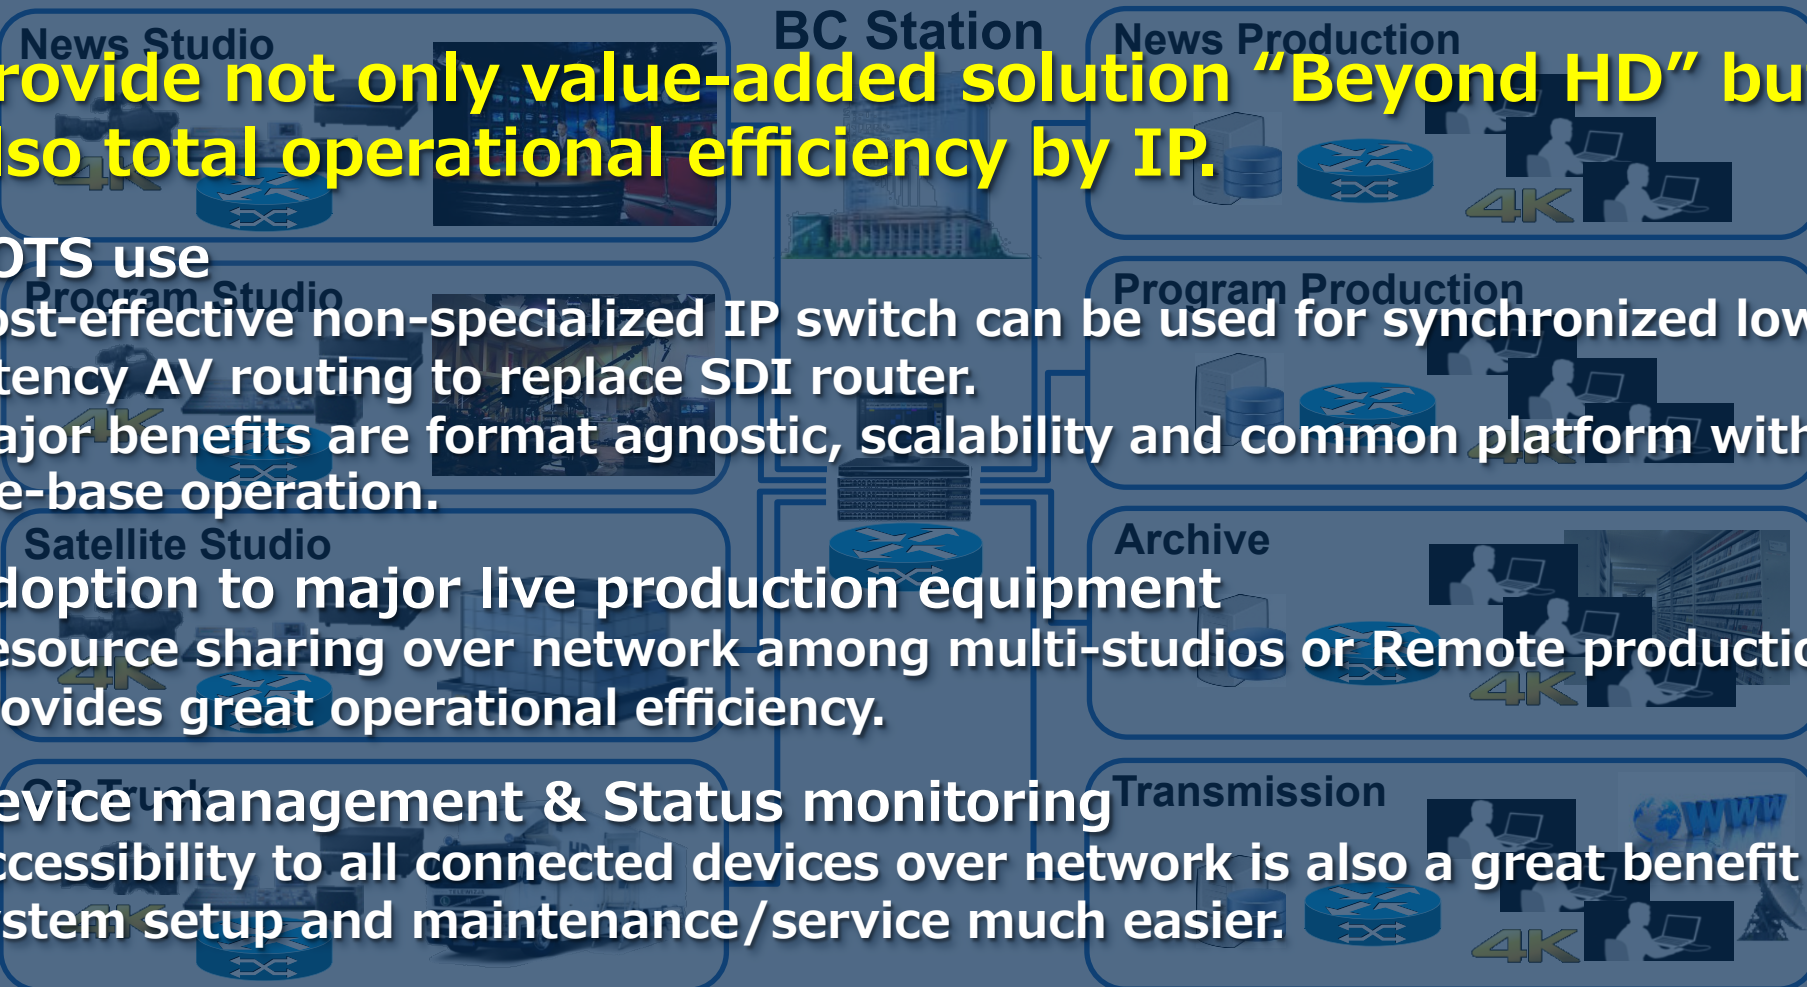 BC Station
News Studio
News Production
rovide not only value-added solution “Beyond HD” bu
lso total operational efficiency by IP.
4K
4K
OTS use
Program Studio
Program Production
ost-effective non-specialized IP switch can be used for synchronized low
tency AV routing to replace SDI router.
ajor benefits are format agnostic, scalability and common platform with
e-base operation.
4K
4K
Satellite Studio
Archive
doption to major live production equipment
esource sharing over network among multi-studios or Remote productio
ovides great operational efficiency.
4K
4K
OB Truck
Transmission
evice management & Status monitoring
WWW
ccessibility to all connected devices over network is also a great benefit
stem setup and maintenance/service much easier.
HD
4K
4K